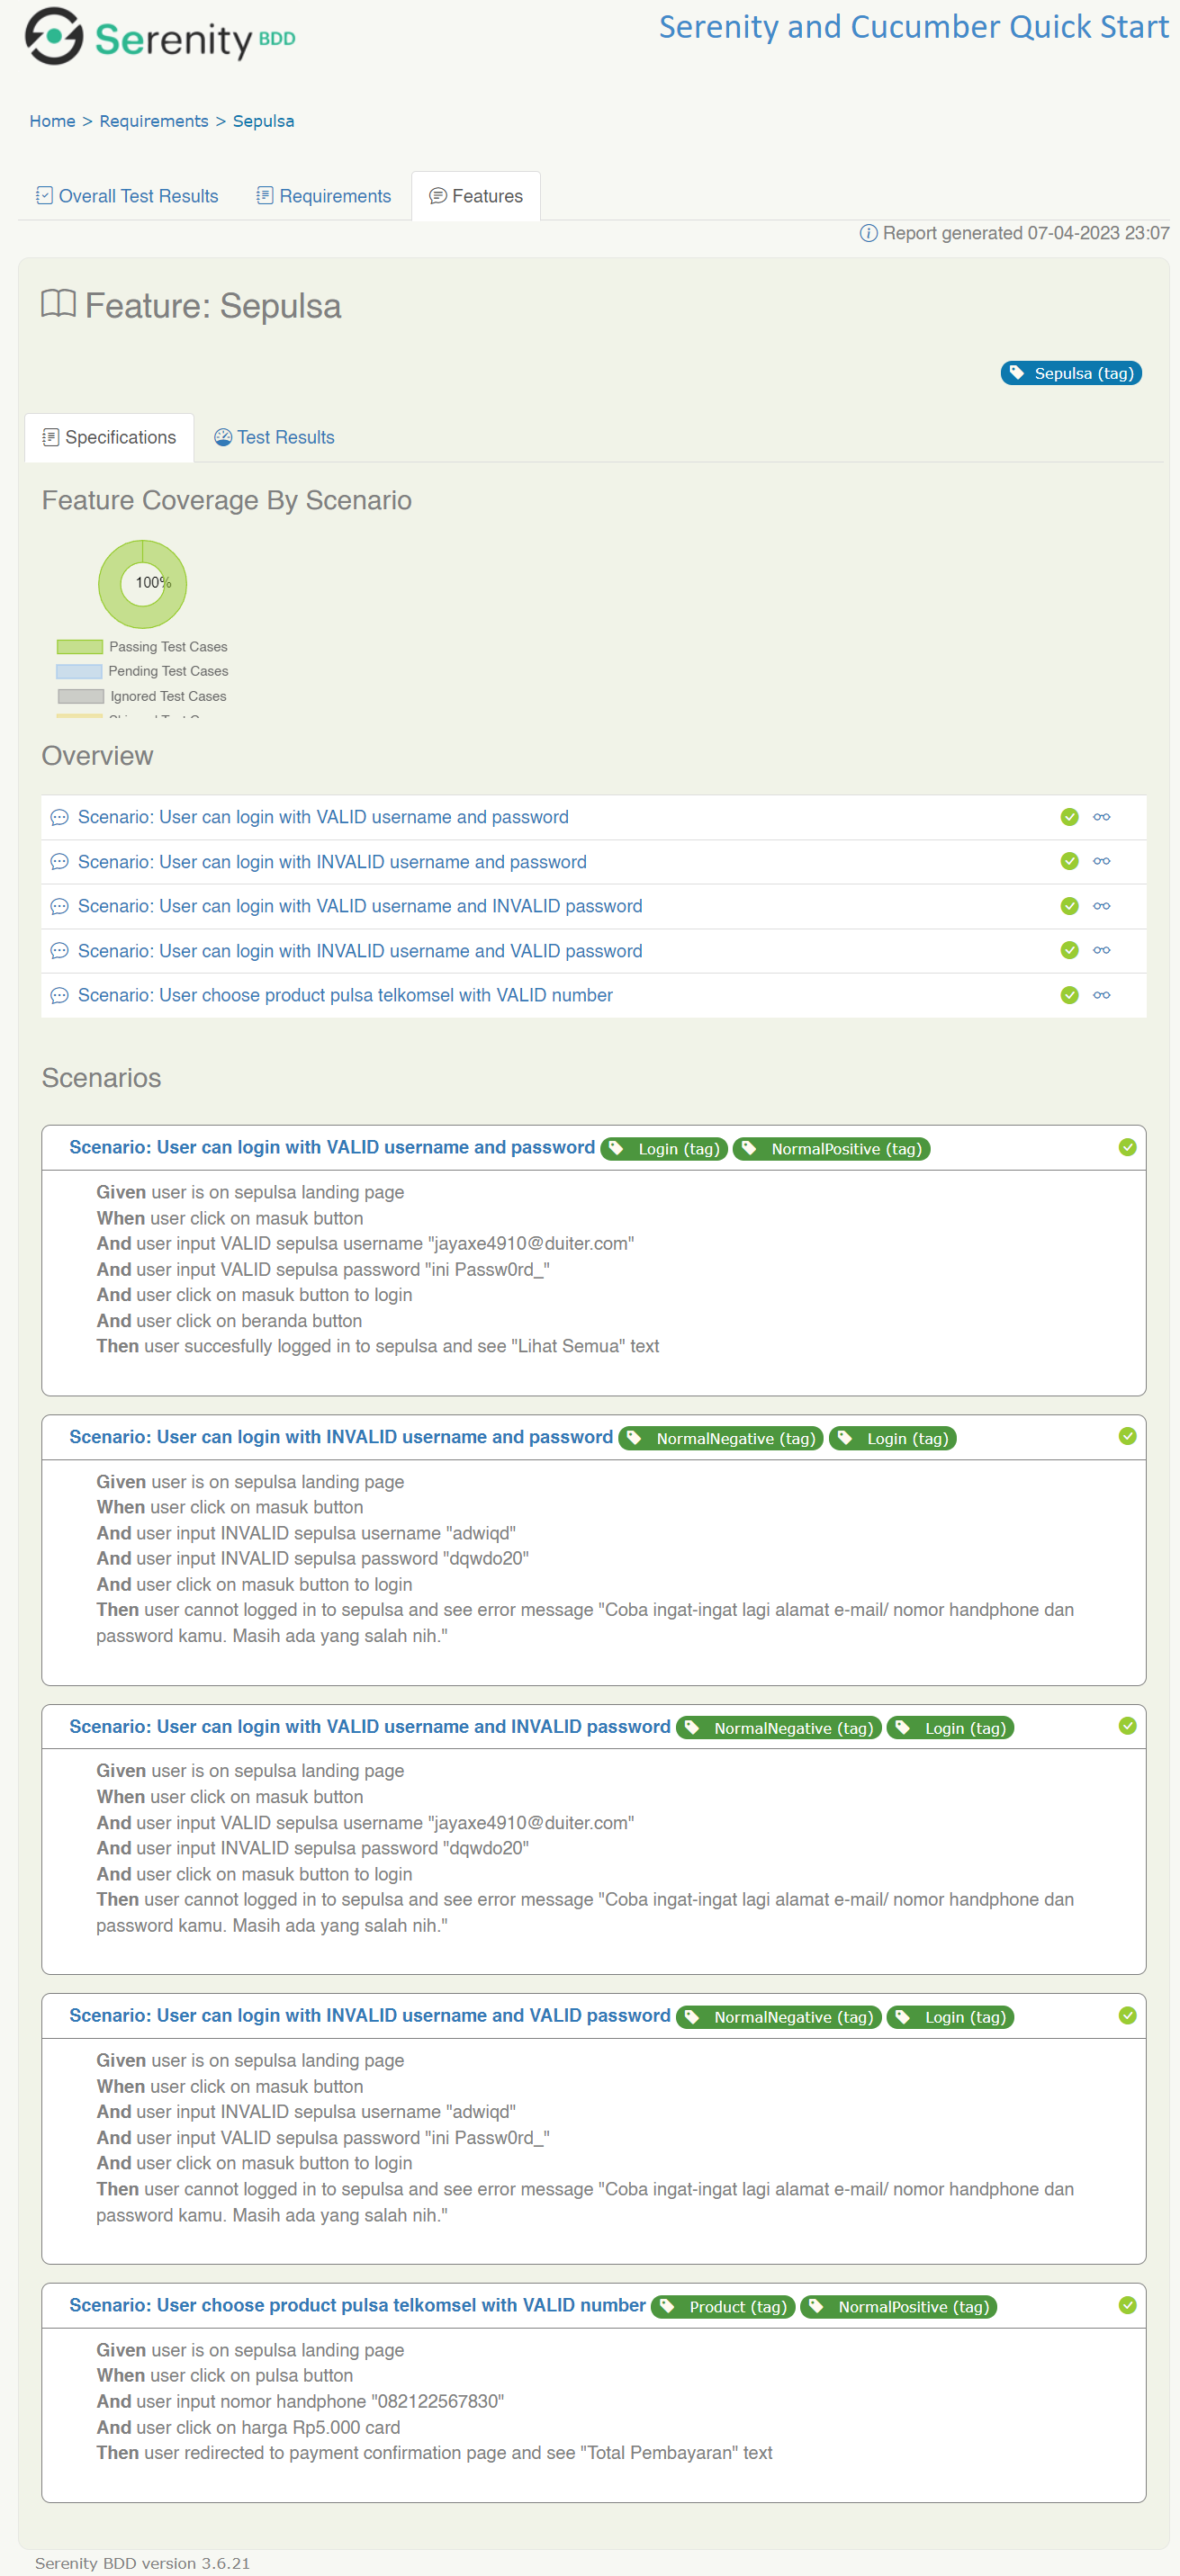 Serenity BDD
Serenity and Cucumber Quick Start
Home > Requirements > Sepulsa
Overall Test Results Requirements Features
Report generated 07-04-2023 23:07
Feature: Sepulsa
Sepulsa (tag)
Specifications Test Results
Feature Coverage By Scenario
100%
Passing Test Cases
Pending Test Cases
Ignored Test Cases
Overview
Scenario: User can login with VALID username and password
Scenario: User can login with INVALID username and password
Scenario: User can login with VALID username and INVALID password
Scenario: User can login with INVALID username and VALID password
Scenario: User choose product pulsa telkomsel with VALID number
Scenarios
Scenario: User can login with VALID username and password Login (tag) NormalPositive (tag)
Given user is on sepulsa landing page
When user click on masuk button
And user input VALID sepulsa username "jayaxe4910@duiter.com"
And user input VALID sepulsa password "ini Passw0rd_"
And user click on masuk button to login
And user click on beranda button
Then user succesfully logged in to sepulsa and see "Lihat Semua" text
Scenario: User can login with INVALID username and password NormalNegative (tag) Login (tag)
Given user is on sepulsa landing page
When user click on masuk button
And user input INVALID sepulsa username "adwiqd"
And user input INVALID sepulsa password "dqwdo20"
And user click on masuk button to login
Then user cannot logged in to sepulsa and see error message "Coba ingat-ingat lagi alamat e-mail/ nomor handphone dan
password kamu. Masih ada yang salah nih."
Scenario: User can login with VALID username and INVALID password NormalNegative (tag) Login (tag)
Given user is on sepulsa landing page
When user click on masuk button
And user input VALID sepulsa username "jayaxe4910@duiter.com"
And user input INVALID sepulsa password "dqwdo20"
And user click on masuk button to login
Then user cannot logged in to sepulsa and see error message "Coba ingat-ingat lagi alamat e-mail/ nomor handphone dan
password kamu. Masih ada yang salah nih."
Scenario: User can login with INVALID username and VALID password NormalNegative (tag) Login (tag)
Given user is on sepulsa landing page
When user click on masuk button
And user input INVALID sepulsa username "adwiqd"
And user input VALID sepulsa password "ini Passw0rd_"
And user click on masuk button to login
Then user cannot logged in to sepulsa and see error message "Coba ingat-ingat lagi alamat e-mail/ nomor handphone dan
password kamu. Masih ada yang salah nih."
Scenario: User choose product pulsa telkomsel with VALID number Product (tag) NormalPositive (tag)
Given user is on sepulsa landing page
When user click on pulsa button
And user input nomor handphone "082122567830"
And user click on harga Rp5.000 card
Then user redirected to payment confirmation page and see "Total Pembayaran" text
Serenity BDD version 3.6.21